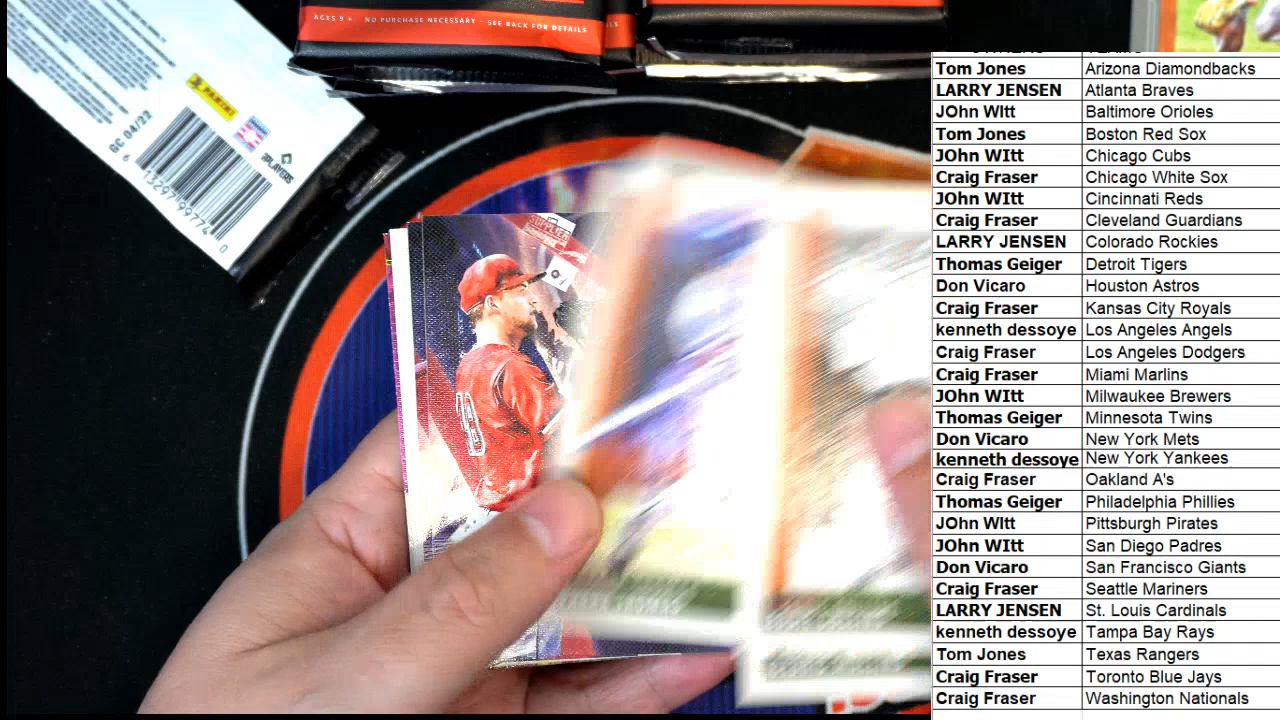 AGES 9+ NO PURCHASE NECESSARY - SEE BACK FOR DETAILS
PANINI
GC 04/22
PLAYERS
SUPPLIER
Tom Jones Arizona Diamondbacks
LARRY JENSEN Atlanta Braves
JOhn WItt Baltimore Orioles
Tom Jones Boston Red Sox
JOhn WItt Chicago Cubs
Craig Fraser Chicago White Sox
JOhn WItt Cincinnati Reds
Craig Fraser Cleveland Guardians
LARRY JENSEN Colorado Rockies
Thomas Geiger Detroit Tigers
Don Vicaro Houston Astros
Craig Fraser Kansas City Royals
kenneth dessoye Los Angeles Angels
Craig Fraser Los Angeles Dodgers
Craig Fraser Miami Marlins
JOhn WItt Milwaukee Brewers
Thomas Geiger Minnesota Twins
Don Vicaro New York Mets
kenneth dessoye New York Yankees
Craig Fraser Oakland A's
Thomas Geiger Philadelphia Phillies
JOhn WItt Pittsburgh Pirates
JOhn WItt San Diego Padres
Don Vicaro San Francisco Giants
Craig Fraser Seattle Mariners
LARRY JENSEN St. Louis Cardinals
kenneth dessoye Tampa Bay Rays
Tom Jones Texas Rangers
Craig Fraser Toronto Blue Jays
Craig Fraser Washington Nationals